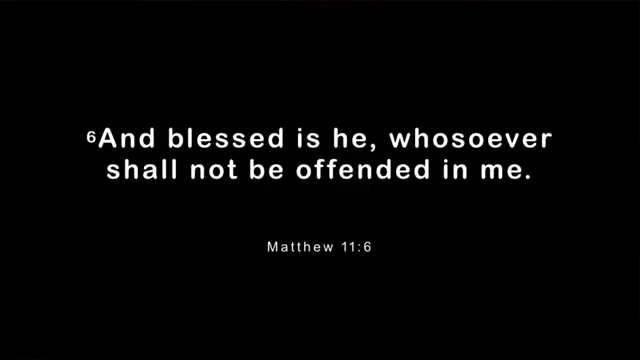 ⁶And blessed is he, whosoever
shall not be offended in me.
Matthew 11:6